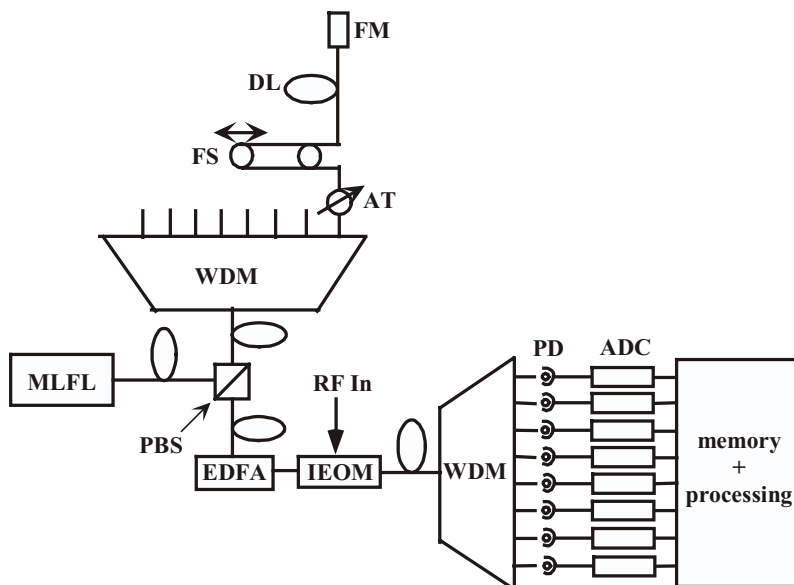 FM
DL
FS
AT
WDM
MLFL
PBS
EDFA
RF In
IEOM
WDM
PD
ADC
memory
+
processing